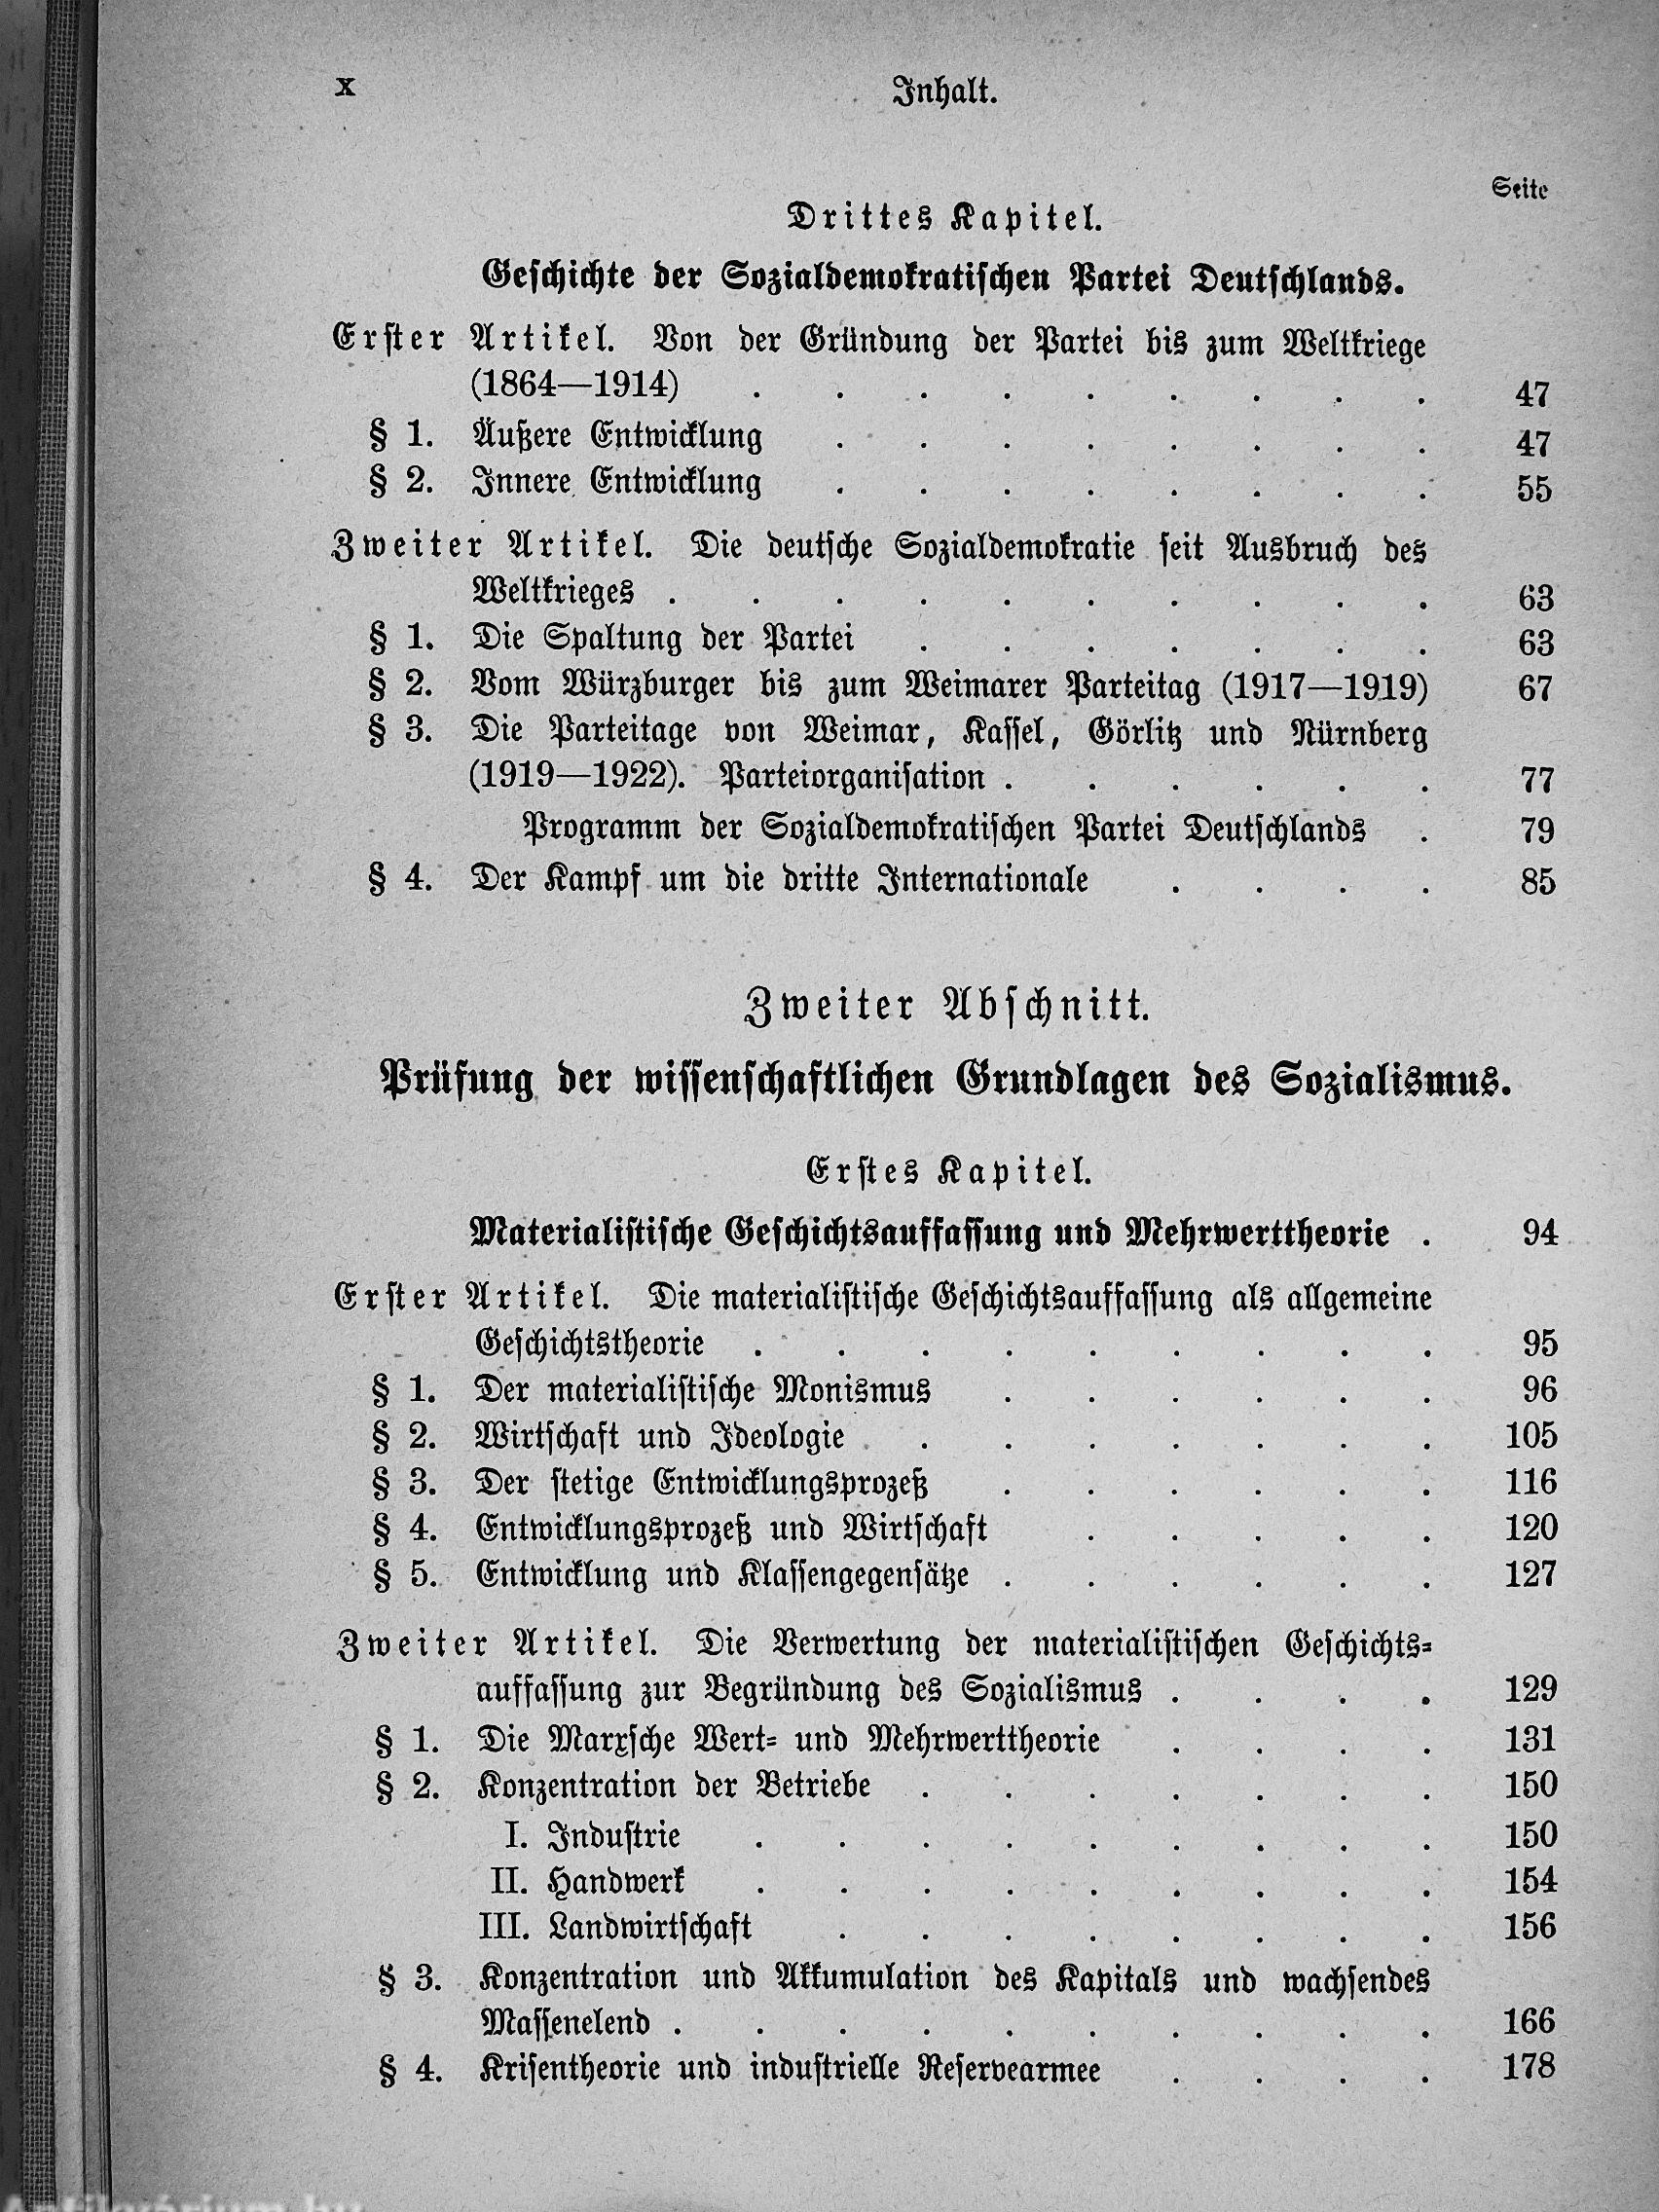 x Inhalt.
Seite
Drittes Kapitel.
Geschichte der Sozialdemokratischen Partei Deutschlands.
Erster Artikel. Von der Gründung der Partei bis zum Weltkriege
(1864—1914) . . . . . . . . . 47
§ 1. Äußere Entwicklung . . . . . . . . 47
§ 2. Innere Entwicklung . . . . . . . . 55
Zweiter Artikel. Die deutsche Sozialdemokratie seit Ausbruch des
Weltkrieges . . . . . . . . . . 63
§ 1. Die Spaltung der Partei . . . . . . . 63
§ 2. Vom Würzburger bis zum Weimarer Parteitag (1917—1919) 67
§ 3. Die Parteitage von Weimar, Kassel, Görlitz und Nürnberg
(1919—1922). Parteiorganisation . . . . . . 77
Programm der Sozialdemokratischen Partei Deutschlands . 79
§ 4. Der Kampf um die dritte Internationale . . . . 85
Zweiter Abschnitt.
Prüfung der wissenschaftlichen Grundlagen des Sozialismus.
Erstes Kapitel.
Materialistische Geschichtsauffassung und Mehrwerttheorie . 94
Erster Artikel. Die materialistische Geschichtsauffassung als allgemeine
Geschichtstheorie . . . . . . . . . 95
§ 1. Der materialistische Monismus . . . . . . 96
§ 2. Wirtschaft und Ideologie . . . . . . . 105
§ 3. Der stetige Entwicklungsprozeß . . . . . . 116
§ 4. Entwicklungsprozeß und Wirtschaft . . . . . 120
§ 5. Entwicklung und Klassengegensätze . . . . . . 127
Zweiter Artikel. Die Verwertung der materialistischen Geschichts-
auffassung zur Begründung des Sozialismus . . . . 129
§ 1. Die Marxsche Wert- und Mehrwerttheorie . . . . 131
§ 2. Konzentration der Betriebe . . . . . . . 150
I. Industrie . . . . . . . . . 150
II. Handwerk . . . . . . . . . 154
III. Landwirtschaft . . . . . . . . 156
§ 3. Konzentration und Akkumulation des Kapitals und wachsendes
Massenelend . . . . . . . . . . 166
§ 4. Krisentheorie und industrielle Reservearmee . . . . 178